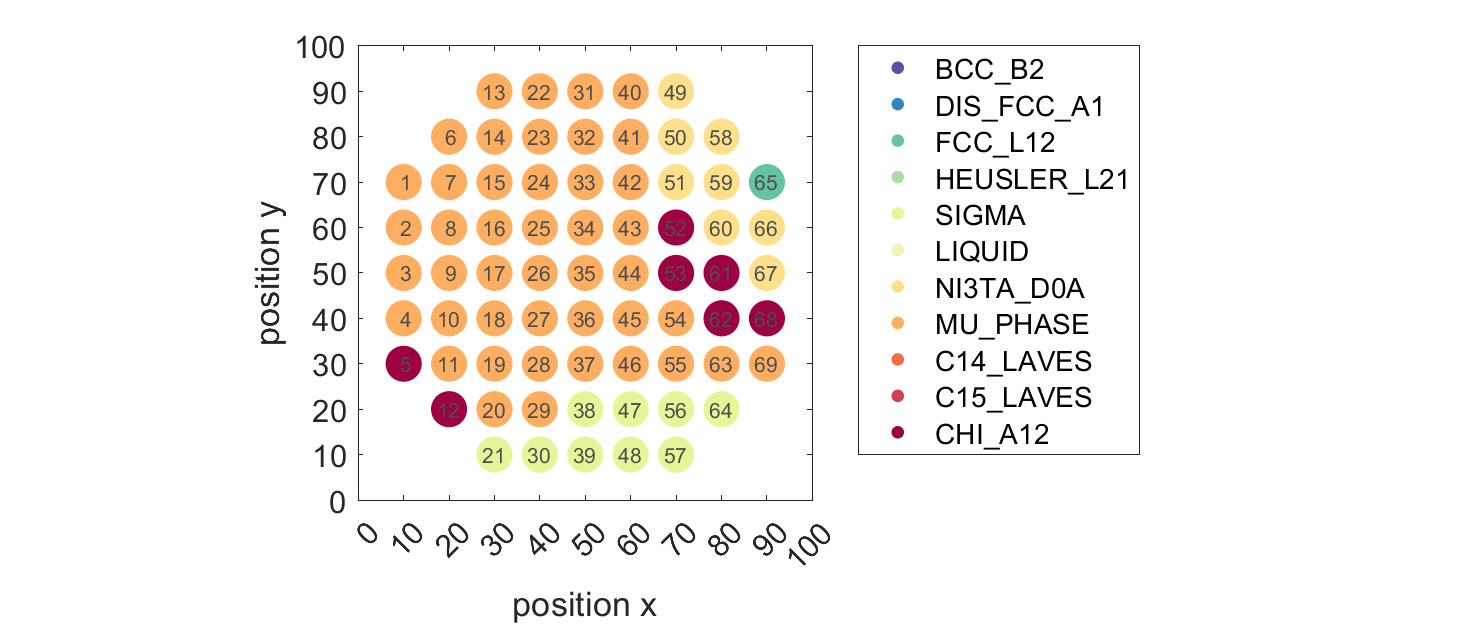 100
90
80
70
60
50
40
30
20
10
0
13 22 31 40 49
6 14 23 32 41 50 58
1 7 15 24 33 42 51 59 65
2 8 16 25 34 43 52 60 66
3 9 17 26 35 44 53 61 67
4 10 18 27 36 45 54 62 68
5 11 19 28 37 46 55 63 69
12 20 29 38 47 56 64
21 30 39 48 57
0 10 20 30 40 50 60 70 80 90 100
position x
position y
BCC_B2
DIS_FCC_A1
FCC_L12
HEUSLER_L21
SIGMA
LIQUID
NI3TA_D0A
MU_PHASE
C14_LAVES
C15_LAVES
CHI_A12